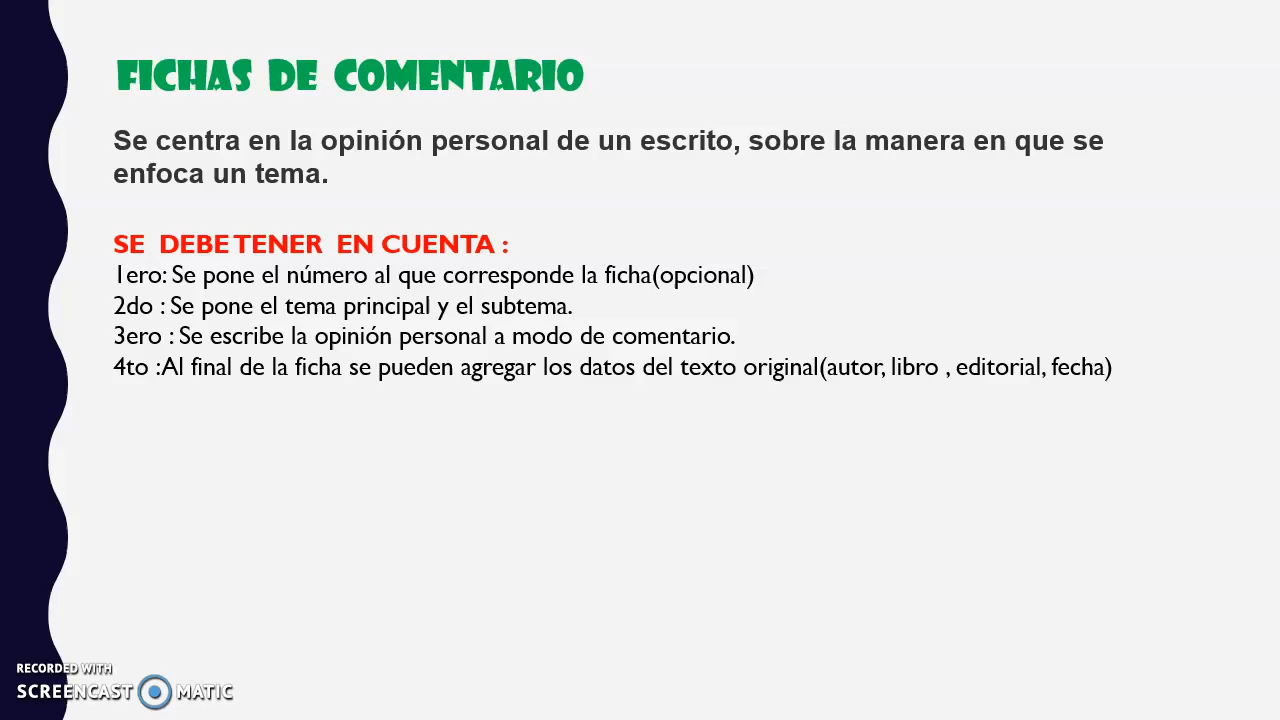 FICHAS DE COMENTARIO
Se centra en la opinión personal de un escrito, sobre la manera en que se
enfoca un tema.
SE DEBE TENER EN CUENTA :
1ero: Se pone el número al que corresponde la ficha(opcional)
2do : Se pone el tema principal y el subtema.
3ero : Se escribe la opinión personal a modo de comentario.
4to :Al final de la ficha se pueden agregar los datos del texto original(autor, libro , editorial, fecha)
RECORDED WITH
SCREENCAST MATIC